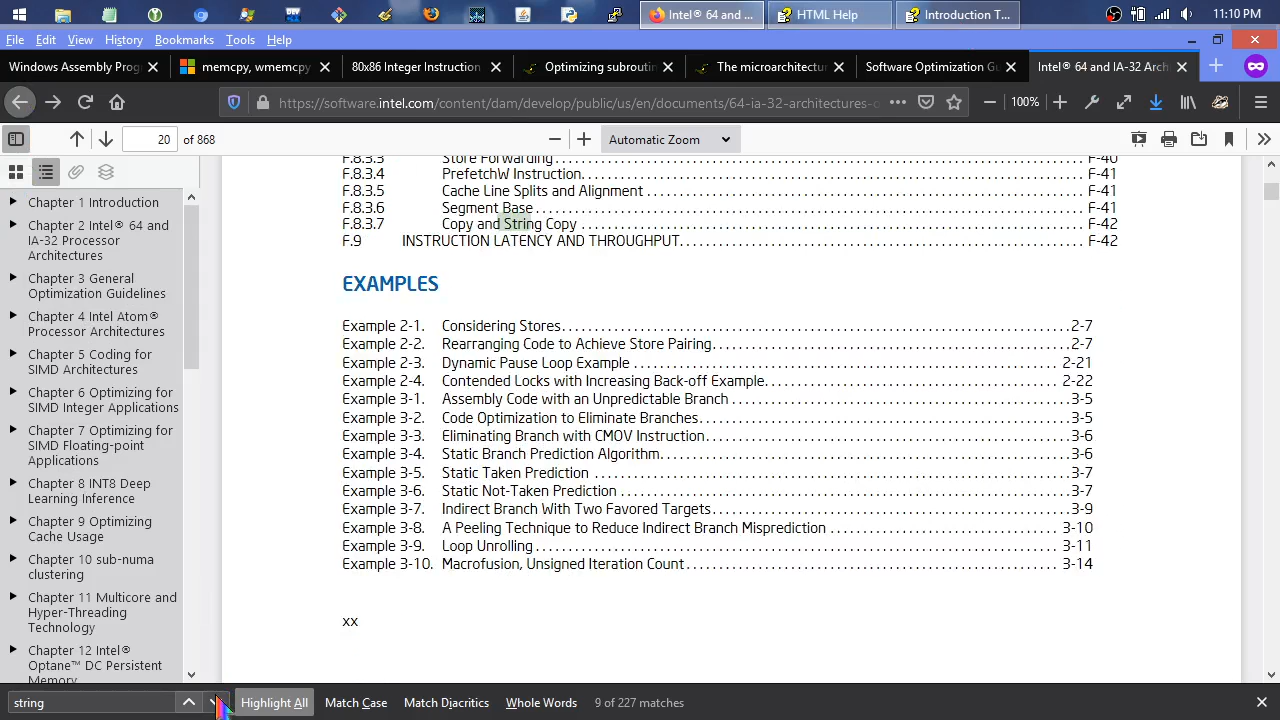 Intel® 64 and ...
HTML Help
Introduction T...
11:10 PM
File Edit View History Bookmarks Tools Help
Windows Assembly Prog
memcpy, wmemcpy
80x86 Integer Instruction
Optimizing subroutin
The microarchitectur
Software Optimization Gu
Intel® 64 and IA-32 Arch
https://software.intel.com/content/dam/develop/public/us/en/documents/64-ia-32-architectures-o
100%
20 of 868
Automatic Zoom
Chapter 1 Introduction
Chapter 2 Intel® 64 and
IA-32 Processor
Architectures
Chapter 3 General
Optimization Guidelines
Chapter 4 Intel Atom®
Processor Architectures
Chapter 5 Coding for
SIMD Architectures
Chapter 6 Optimizing for
SIMD Integer Applications
Chapter 7 Optimizing for
SIMD Floating-point
Applications
Chapter 8 INT8 Deep
Learning Inference
Chapter 9 Optimizing
Cache Usage
Chapter 10 sub-numa
clustering
Chapter 11 Multicore and
Hyper-Threading
Technology
Chapter 12 Intel®
Optane™ DC Persistent
Memory
F.8.3.3 Store Forwarding F-40
F.8.3.4 PrefetchW Instruction F-41
F.8.3.5 Cache Line Splits and Alignment F-41
F.8.3.6 Segment Base F-41
F.8.3.7 Copy and String Copy F-42
F.9 INSTRUCTION LATENCY AND THROUGHPUT F-42
EXAMPLES
Example 2-1. Considering Stores 2-7
Example 2-2. Rearranging Code to Achieve Store Pairing 2-7
Example 2-3. Dynamic Pause Loop Example 2-21
Example 2-4. Contended Locks with Increasing Back-off Example 2-22
Example 3-1. Assembly Code with an Unpredictable Branch 3-5
Example 3-2. Code Optimization to Eliminate Branches 3-5
Example 3-3. Eliminating Branch with CMOV Instruction 3-6
Example 3-4. Static Branch Prediction Algorithm 3-6
Example 3-5. Static Taken Prediction 3-7
Example 3-6. Static Not-Taken Prediction 3-7
Example 3-7. Indirect Branch With Two Favored Targets 3-9
Example 3-8. A Peeling Technique to Reduce Indirect Branch Misprediction 3-10
Example 3-9. Loop Unrolling 3-11
Example 3-10. Macrofusion, Unsigned Iteration Count 3-14
xx
string
Highlight All Match Case Match Diacritics Whole Words 9 of 227 matches